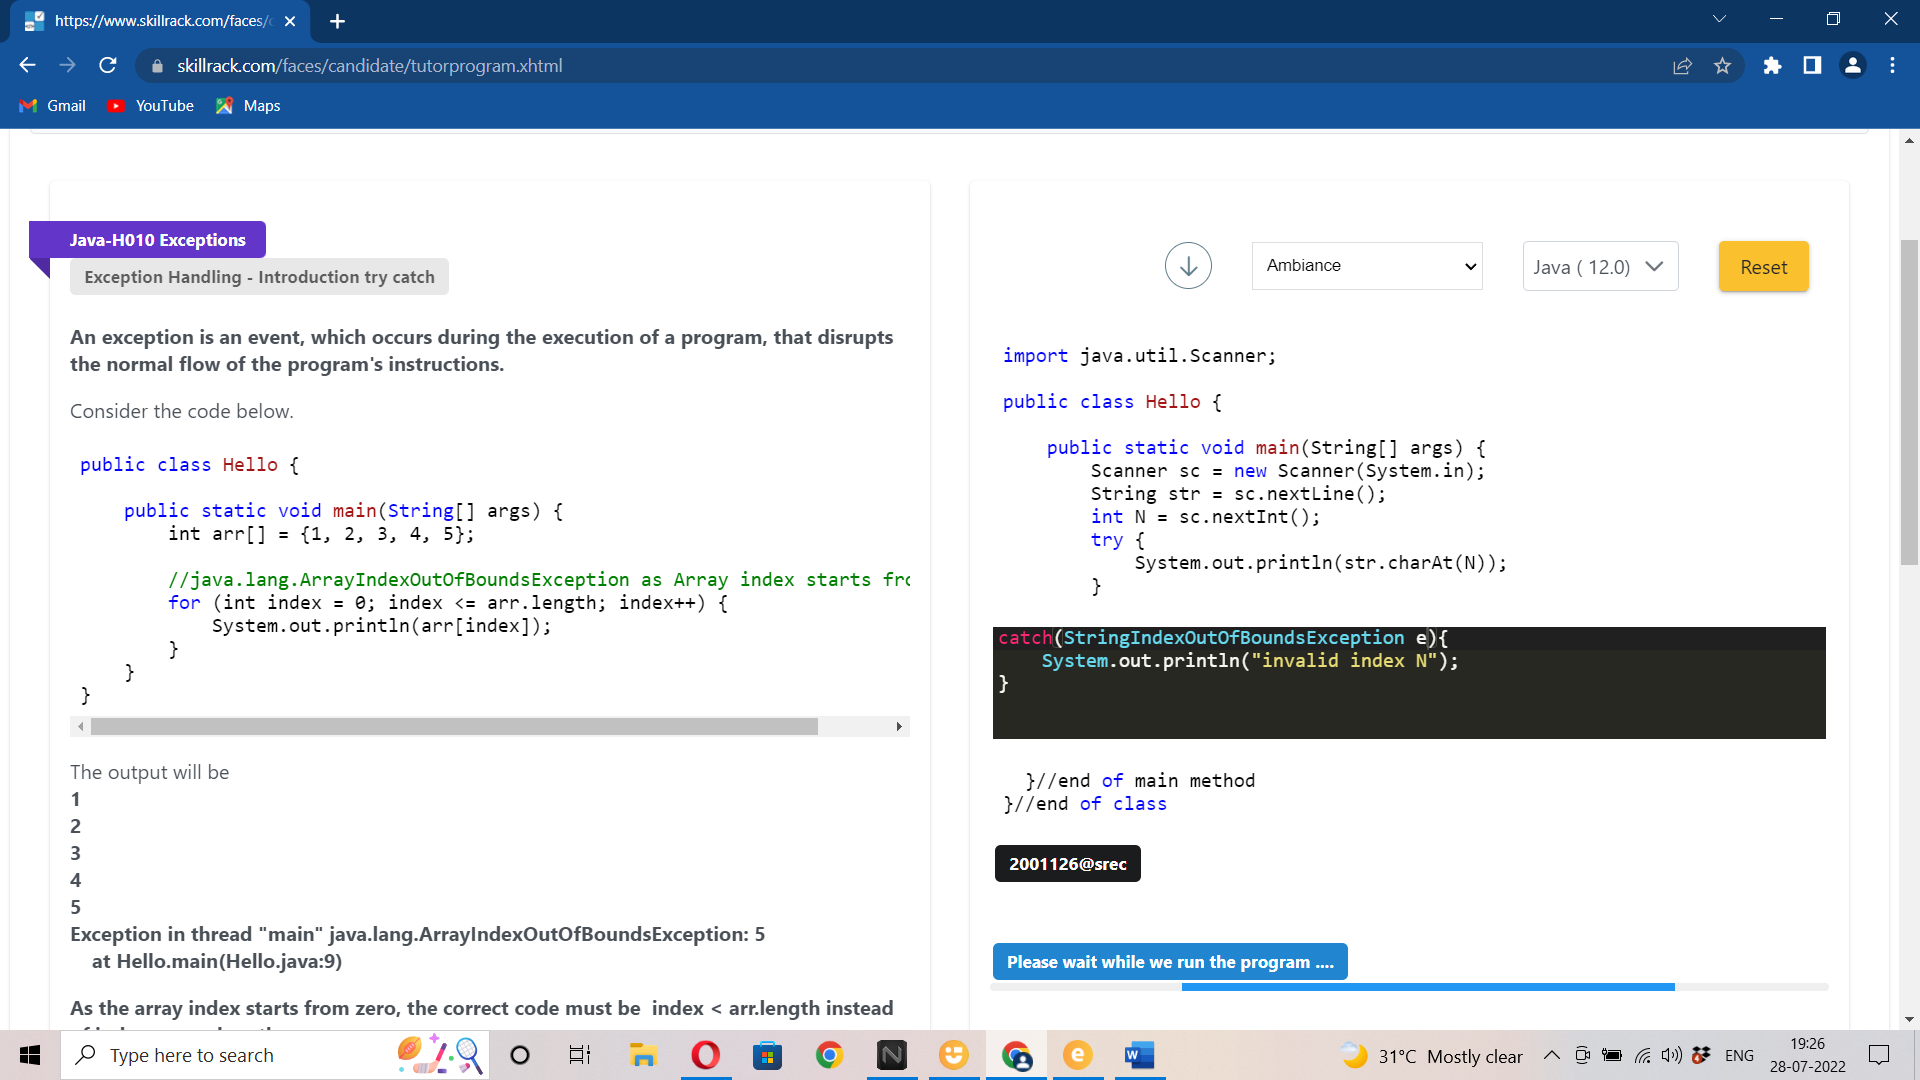 https://www.skillrack.com/faces/c
skillrack.com/faces/candidate/tutorprogram.xhtml
Gmail YouTube Maps
Java-H010 Exceptions
Exception Handling - Introduction try catch
An exception is an event, which occurs during the execution of a program, that disrupts
the normal flow of the program's instructions.
Consider the code below.
public class Hello {
public static void main(String[] args) {
int arr[] = {1, 2, 3, 4, 5};
//java.lang.ArrayIndexOutOfBoundsException as Array index starts fro
for (int index = 0; index <= arr.length; index++) {
System.out.println(arr[index]);
}
}
}
The output will be
1
2
3
4
5
Exception in thread "main" java.lang.ArrayIndexOutOfBoundsException: 5
at Hello.main(Hello.java:9)
As the array index starts from zero, the correct code must be index < arr.length instead
Ambiance
Java ( 12.0)
Reset
import java.util.Scanner;
public class Hello {
public static void main(String[] args) {
Scanner sc = new Scanner(System.in);
String str = sc.nextLine();
int N = sc.nextInt();
try {
System.out.println(str.charAt(N));
}
catch(StringIndexOutOfBoundsException e){
System.out.println("invalid index N");
}
}//end of main method
}//end of class
2001126@srec
Please wait while we run the program ....
Type here to search
31°C Mostly clear
ENG
19:26
28-07-2022